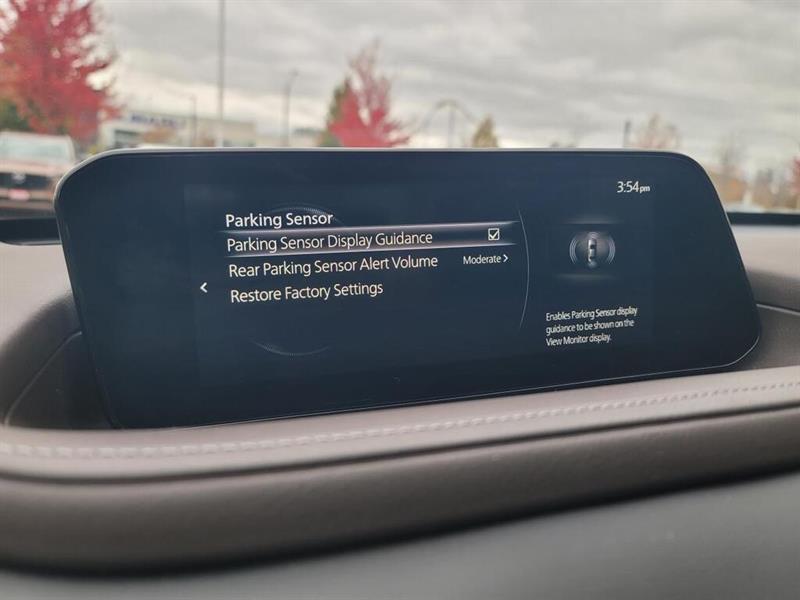 3:54pm
Parking Sensor
Parking Sensor Display Guidance
Rear Parking Sensor Alert Volume Moderate
Restore Factory Settings
Enables Parking Sensor display
guidance to be shown on the
View Monitor display.